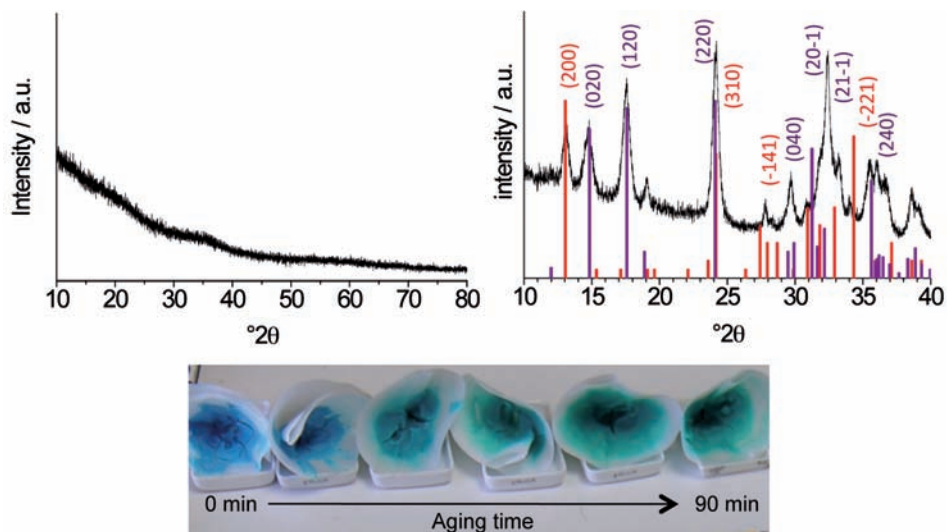 Intensity / a.u.
10 20 30 40 50 60 70 80
°2θ
intensity / a.u.
(200)
(020)
(120)
(220)
(310)
(-141)
(040)
(20-1)
(21-1)
(-221)
(240)
10 15 20 25 30 35 40
°2θ
0 min
90 min
Aging time